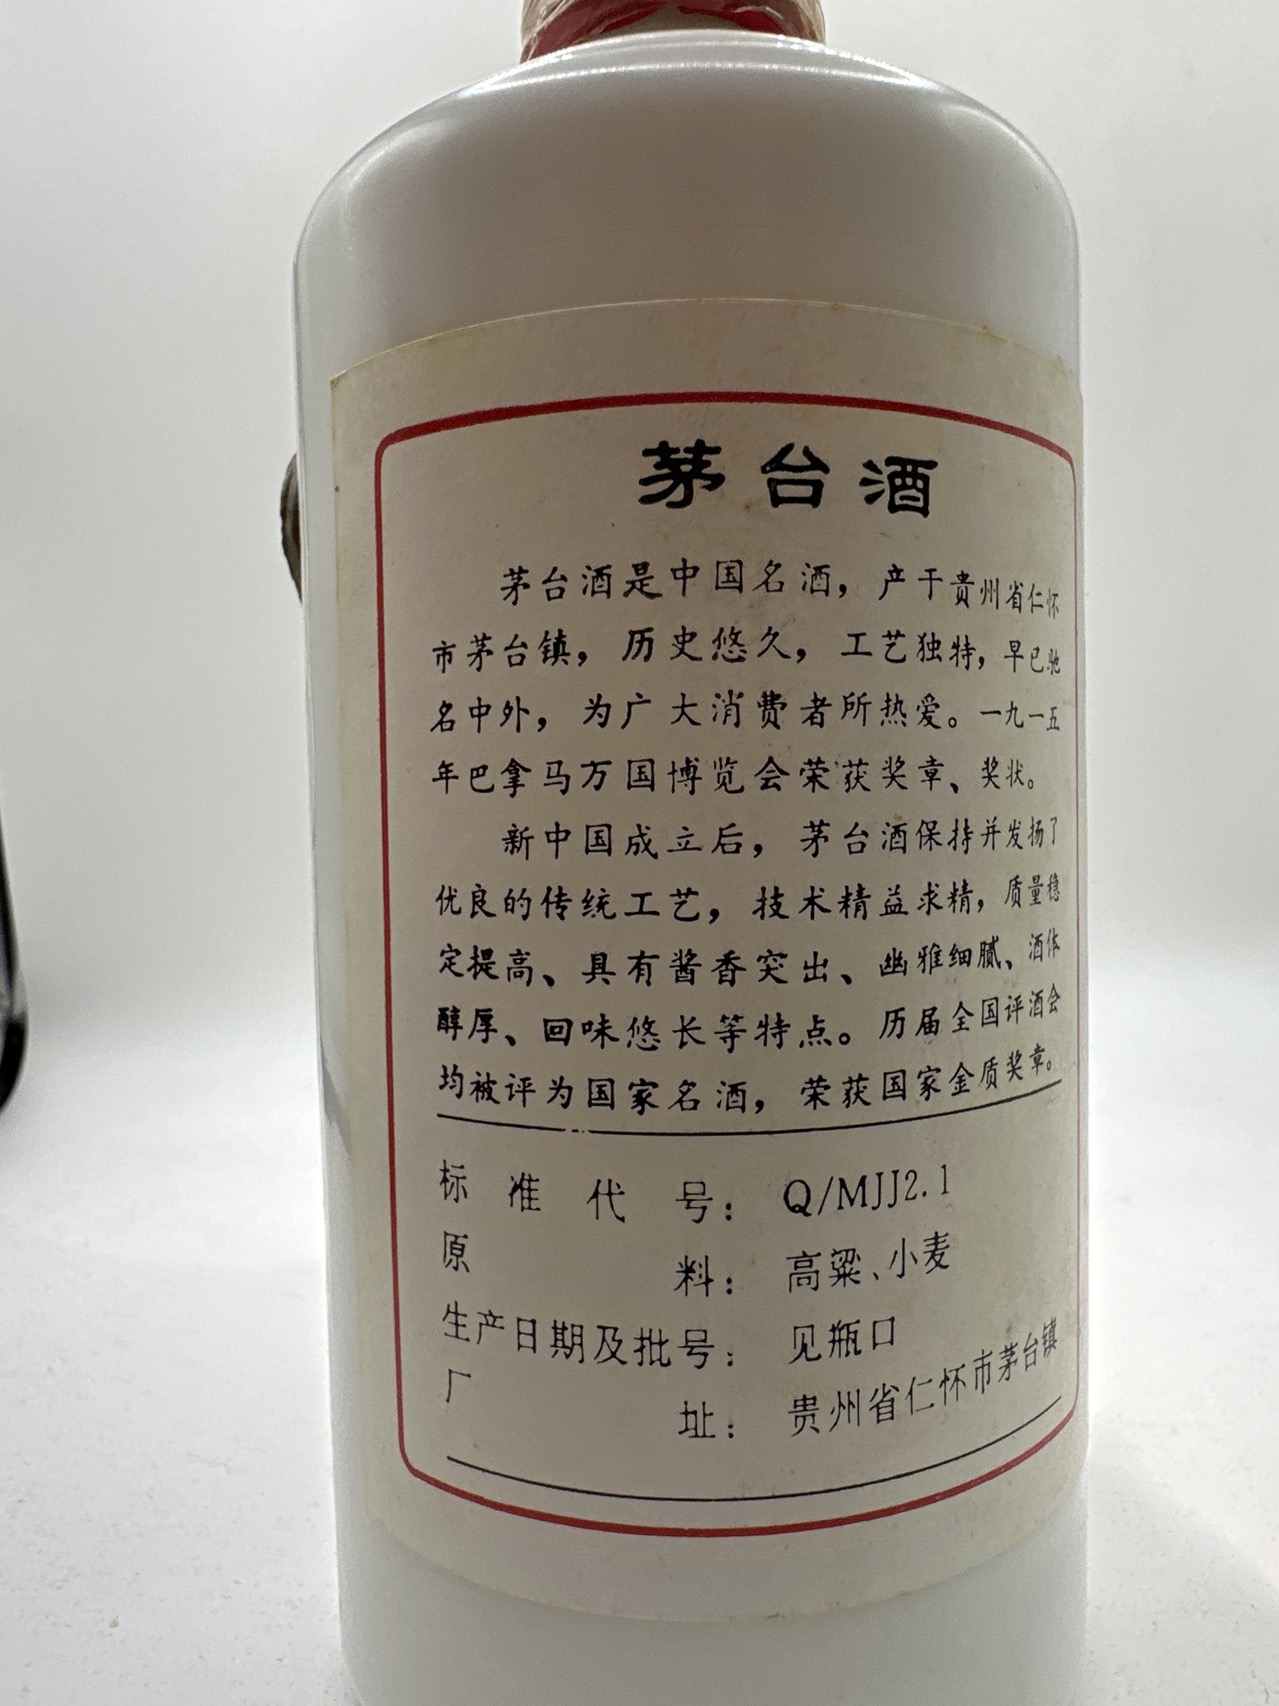 茅台酒
茅台酒是中国名酒，产于贵州省仁怀
市茅台镇，历史悠久，工艺独特，早已驰
名中外，为广大消费者所热爱。一九一五
年巴拿马万国博览会荣获奖章、奖状。
新中国成立后，茅台酒保持并发扬了
优良的传统工艺，技术精益求精，质量稳
定提高、具有酱香突出、幽雅细腻、酒体
醇厚、回味悠长等特点。历届全国评酒会
均被评为国家名酒，荣获国家金质奖章。
标准代号：Q/MJJ2.1
原料：高粱、小麦
生产日期及批号：见瓶口
厂址：贵州省仁怀市茅台镇